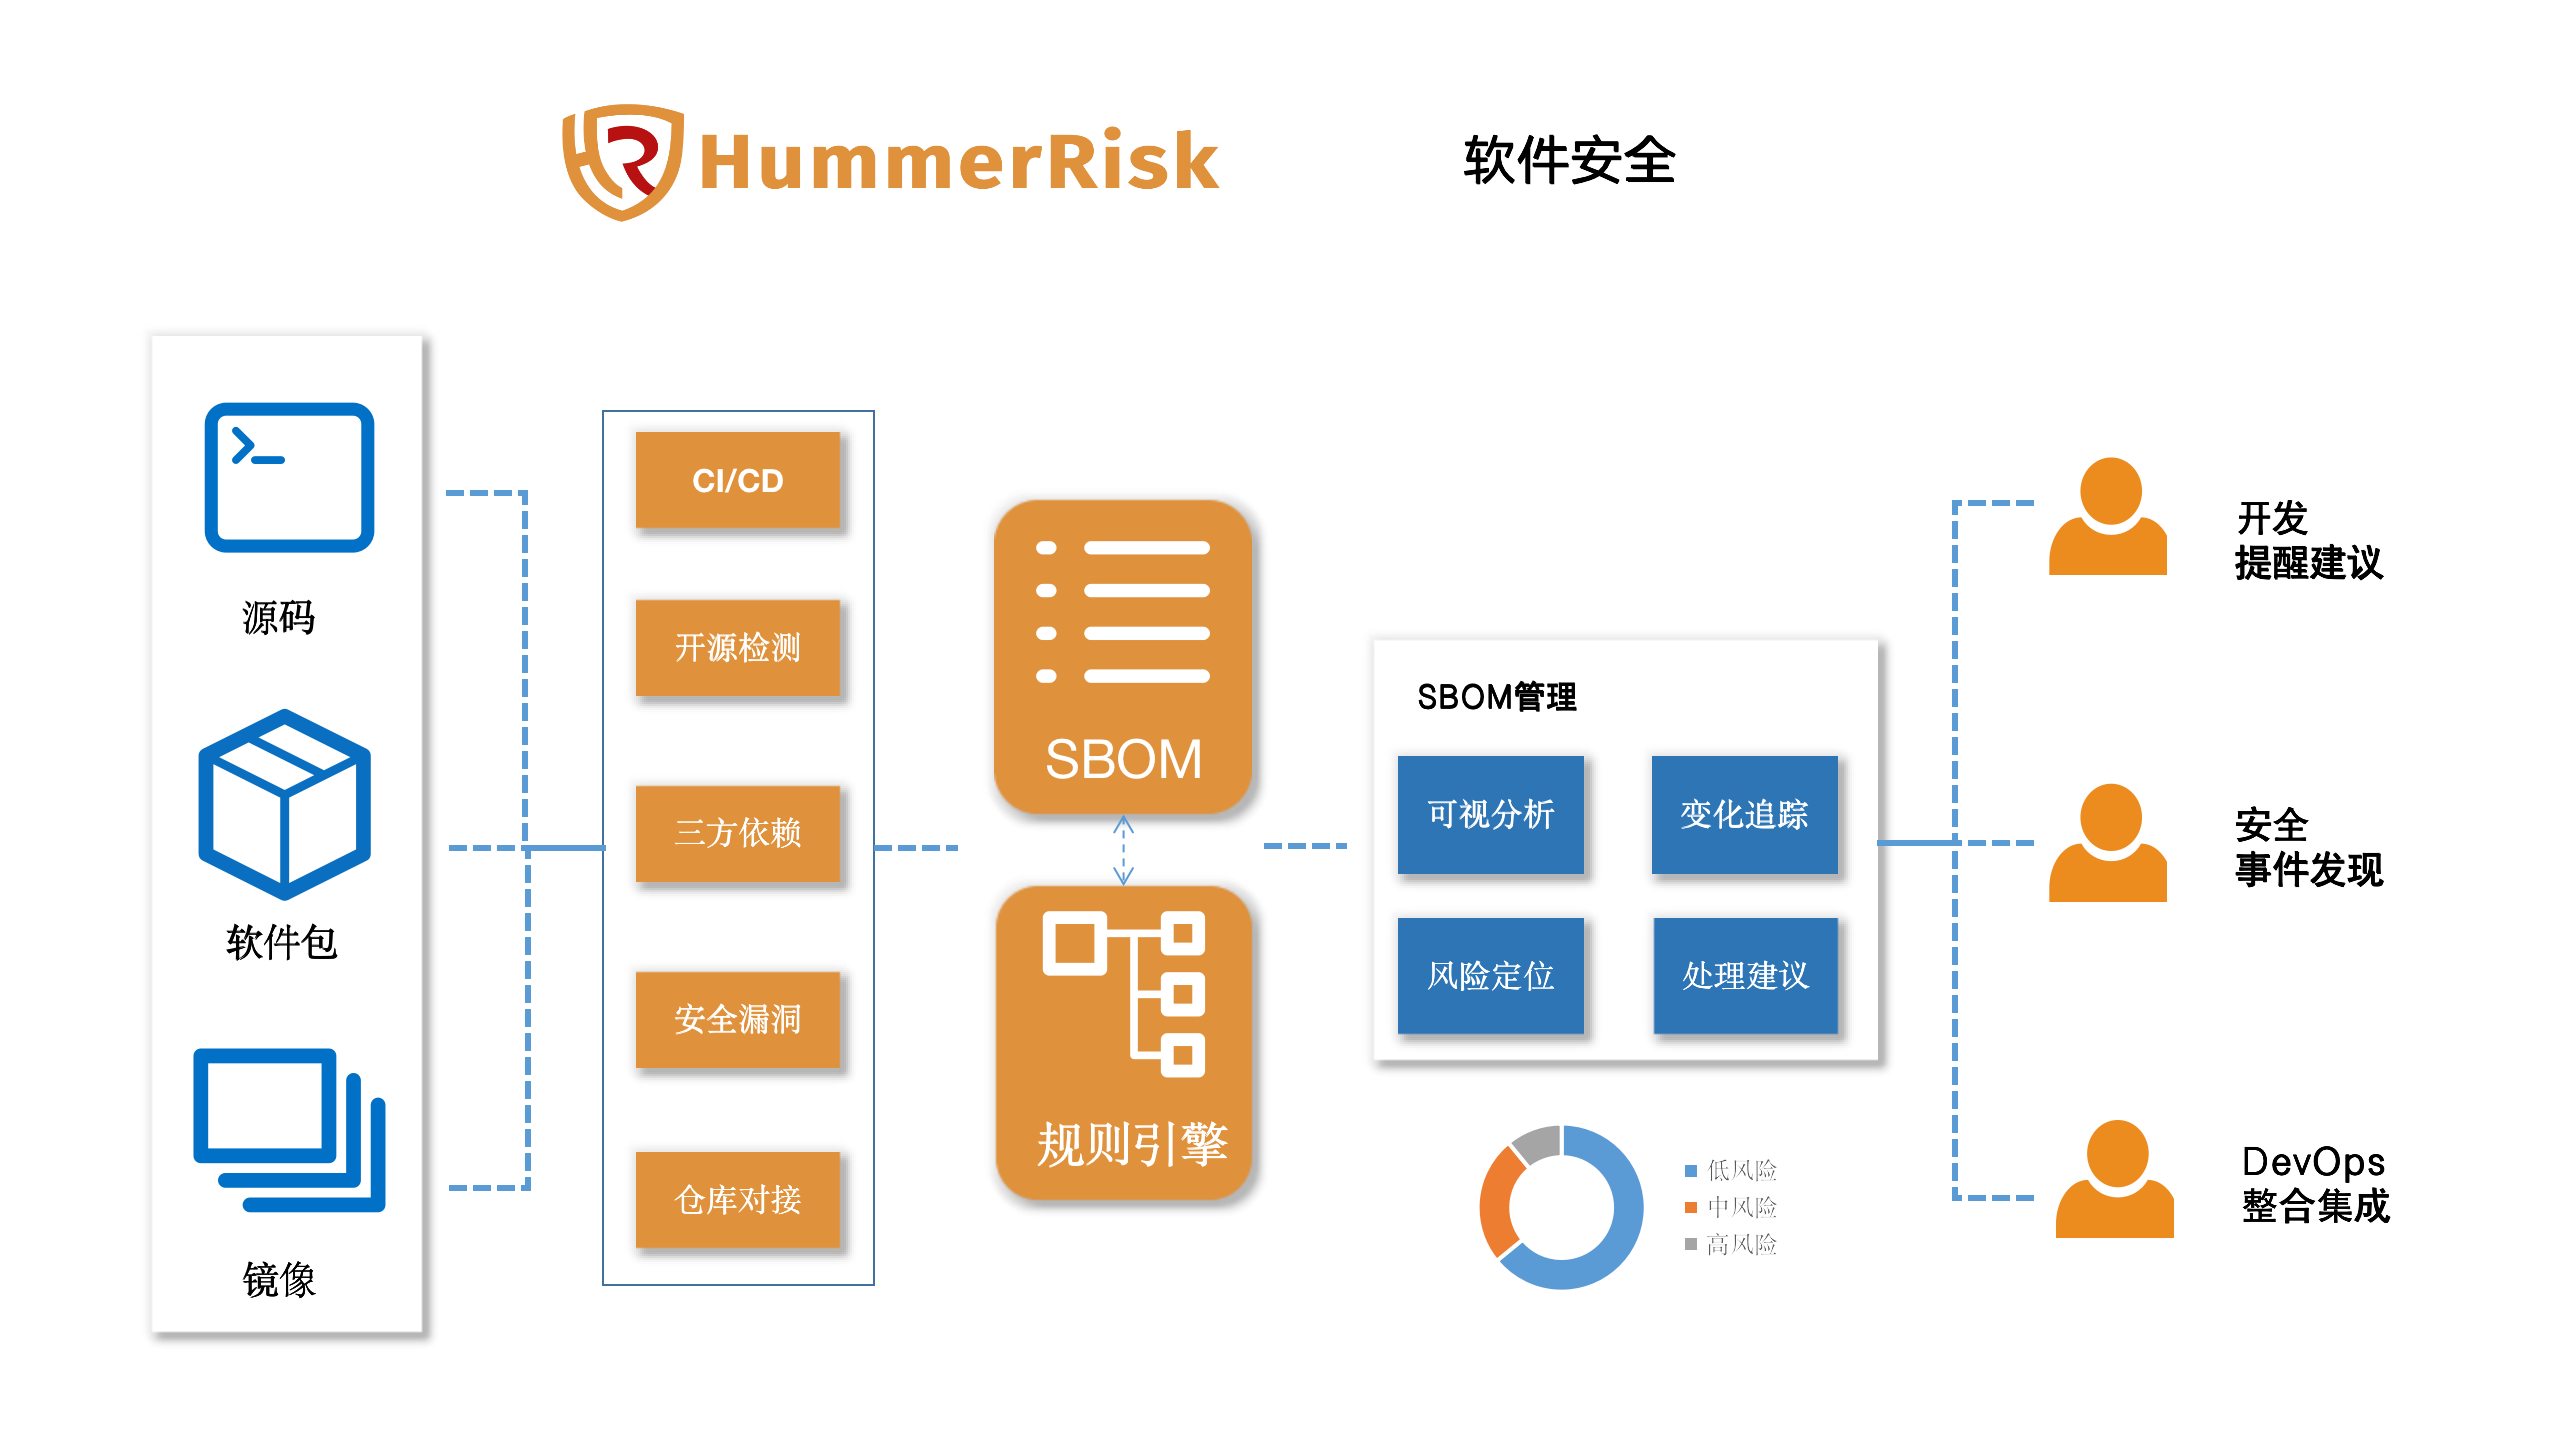 HummerRisk
软件安全
源码
软件包
镜像
CI/CD
开源检测
三方依赖
安全漏洞
仓库对接
SBOM
规则引擎
SBOM管理
可视分析
变化追踪
风险定位
处理建议
低风险
中风险
高风险
开发
提醒建议
安全
事件发现
DevOps
整合集成